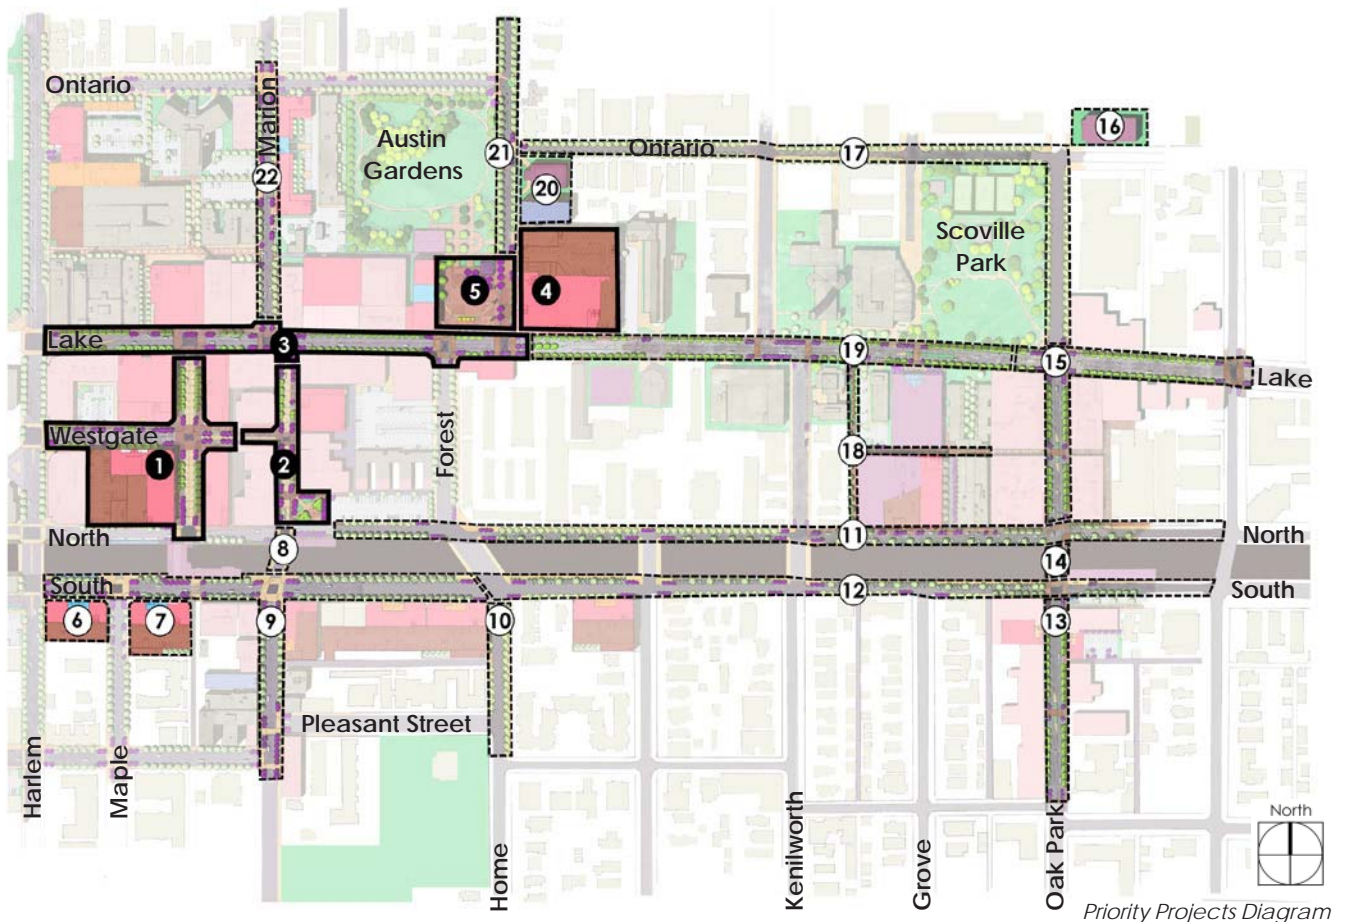 Ontario
Marion
Austin
Gardens
21
Ontario
17
16
22
20
Scoville
Park
5
4
Lake
3
19
15
Lake
Westgate
1
2
Forest
18
North
8
11
14
North
South
12
South
6
7
9
10
13
Pleasant Street
Harlem
Maple
Home
Kenilworth
Grove
Oak Park
North
Priority Projects Diagram